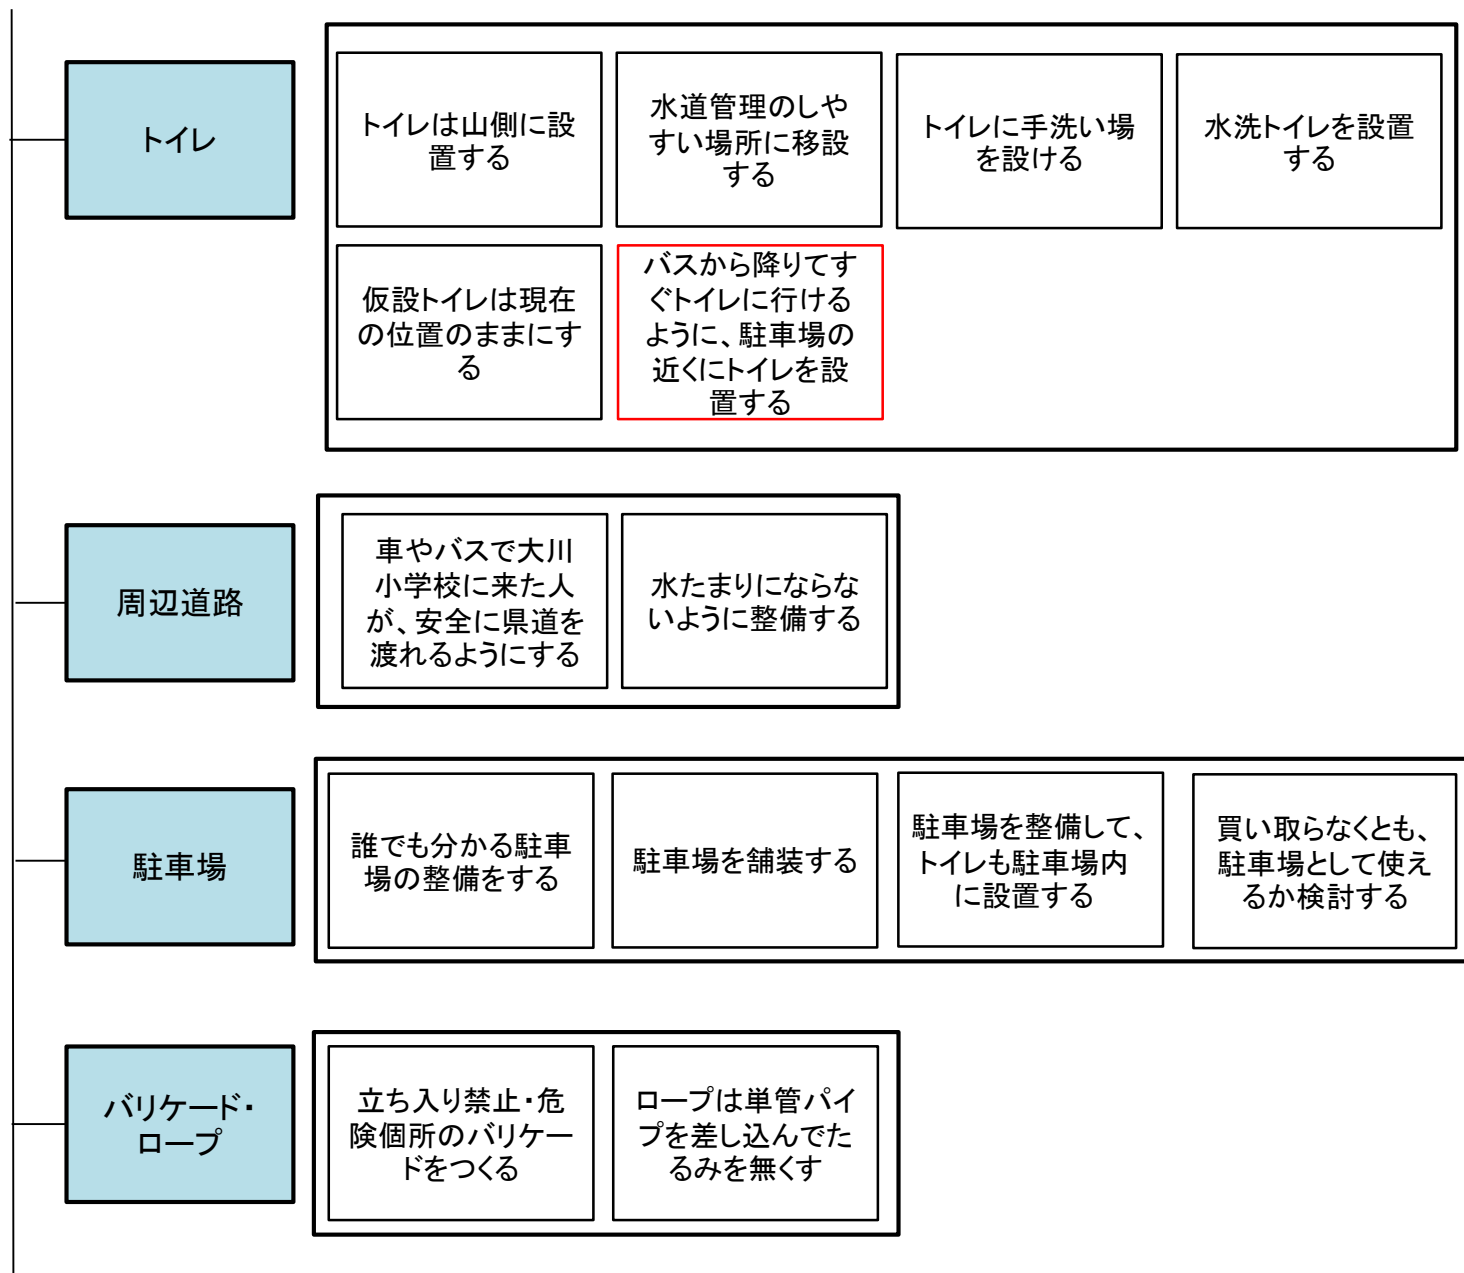 トイレ
トイレは山側に設
置する
水道管理のしや
すい場所に移設
する
トイレに手洗い場
を設ける
水洗トイレを設置
する
仮設トイレは現在
の位置のままにす
る
バスから降りてす
ぐトイレに行ける
ように、駐車場の
近くにトイレを設
置する
周辺道路
車やバスで大川
小学校に来た人
が、安全に県道を
渡れるようにする
水たまりにならな
いように整備する
駐車場
誰でも分かる駐車
場の整備をする
駐車場を舗装する
駐車場を整備して、
トイレも駐車場内
に設置する
買い取らなくとも、
駐車場として使え
るか検討する
バリケード・
ロープ
立ち入り禁止・危
険個所のバリケー
ドをつくる
ロープは単管パイ
プを差し込んでた
るみを無くす